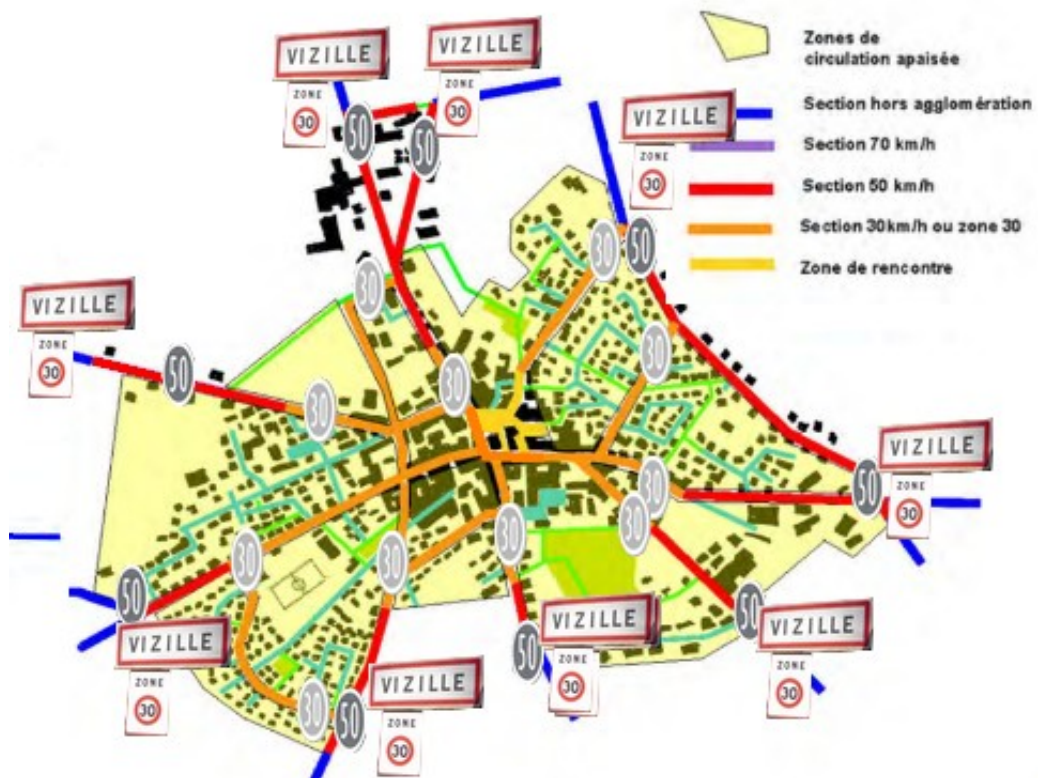 VIZILLE
ZONE
30
VIZILLE
ZONE
30
50
50
Zones de
circulation apaisée
Section hors agglomération
Section 70 km/h
Section 50 km/h
Section 30km/h ou zone 30
Zone de rencontre
VIZILLE
ZONE
30
30
50
30
VIZILLE
ZONE
30
50
30
30
30
VIZILLE
ZONE
30
50
30
30
30
30
30
50
VIZILLE
ZONE
30
VIZILLE
ZONE
30
50
VIZILLE
ZONE
30
50
VIZILLE
ZONE
30
30
50